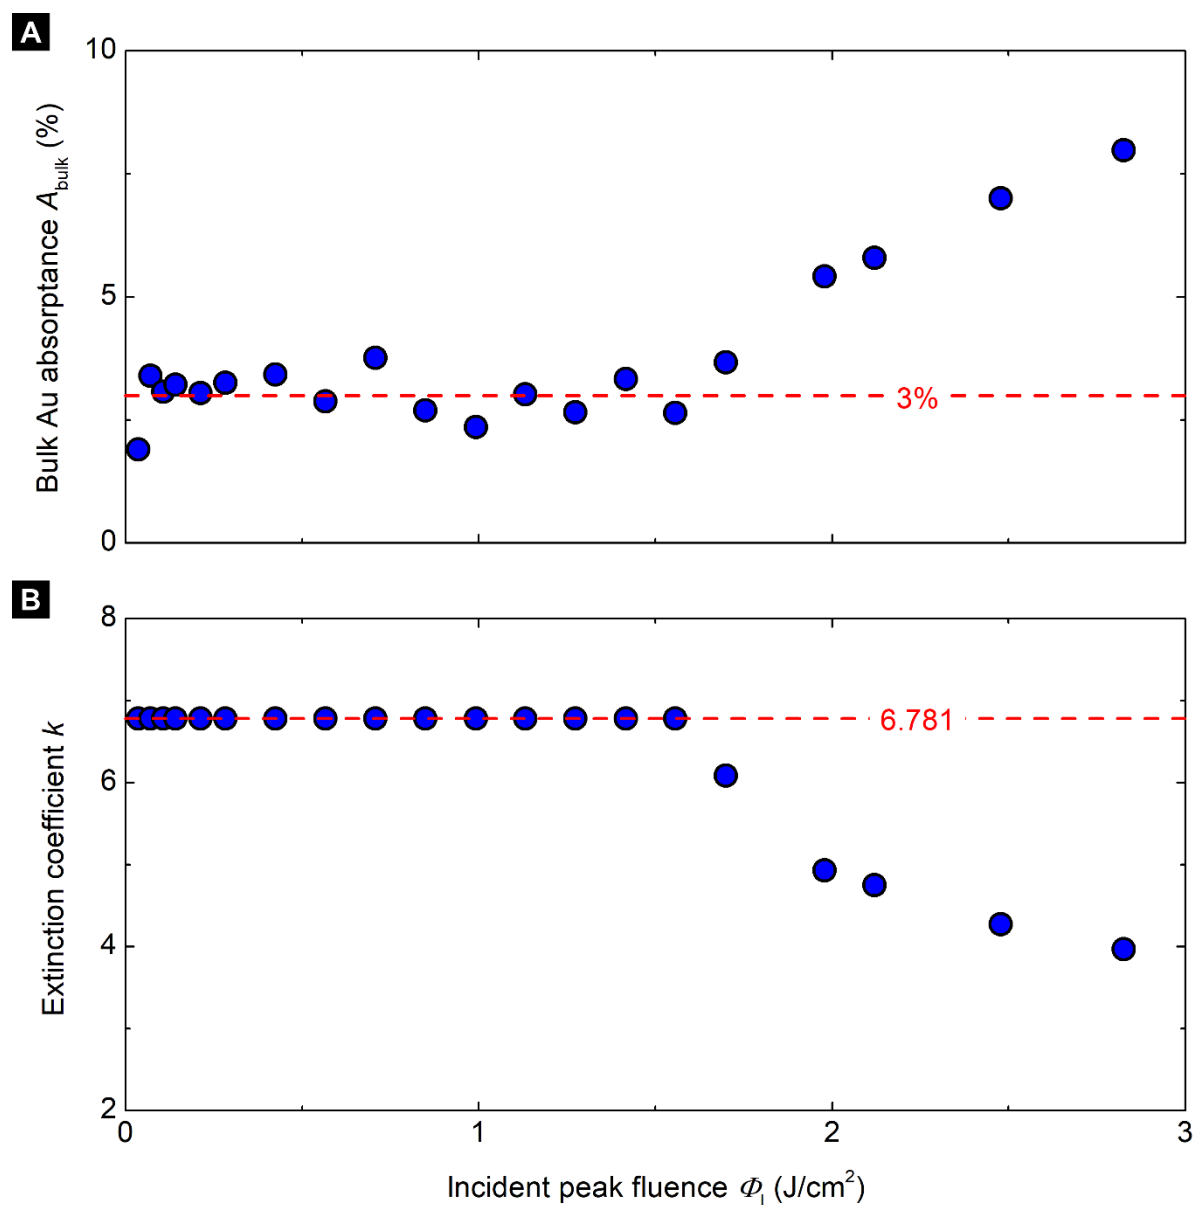 A
10
5
0
Bulk Au absorptance A_bulk (%)
3%
B
8
6
4
2
Extinction coefficient k
6.781
0 1 2 3
Incident peak fluence Φ_I (J/cm²)